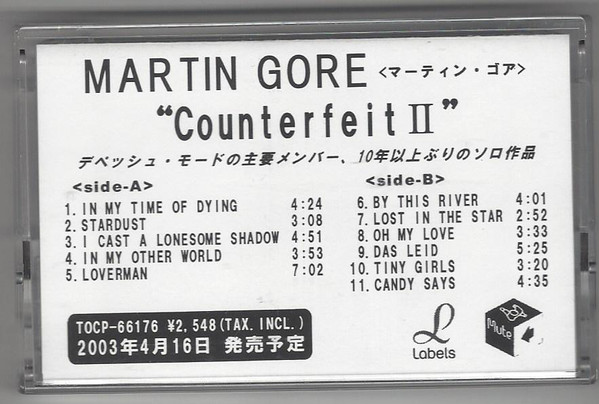 MARTIN GORE <マーティン・ゴア>
“Counterfeit II”
デペッシュ・モードの主要メンバー、10年以上ぶりのソロ作品
<side-A>
1. IN MY TIME OF DYING 4:24
2. STARDUST 3:08
3. I CAST A LONESOME SHADOW 4:51
4. IN MY OTHER WORLD 3:53
5. LOVERMAN 7:02
<side-B>
6. BY THIS RIVER 4:01
7. LOST IN THE STAR 2:52
8. OH MY LOVE 3:33
9. DAS LEID 5:25
10. TINY GIRLS 3:20
11. CANDY SAYS 4:35
TOCP-66176 ¥2,548(TAX. INCL.)
2003年4月16日 発売予定
Labels
Mute